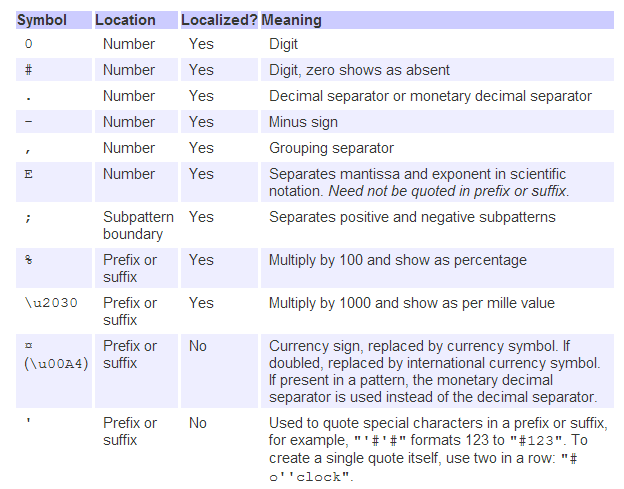 Symbol Location Localized? Meaning
0 Number Yes Digit
# Number Yes Digit, zero shows as absent
. Number Yes Decimal separator or monetary decimal separator
- Number Yes Minus sign
, Number Yes Grouping separator
E Number Yes Separates mantissa and exponent in scientific
notation. Need not be quoted in prefix or suffix.
; Subpattern Yes Separates positive and negative subpatterns
boundary
% Prefix or Yes Multiply by 100 and show as percentage
suffix
\u2030 Prefix or Yes Multiply by 1000 and show as per mille value
suffix
¤ Prefix or No Currency sign, replaced by currency symbol. If
(\u00A4) suffix doubled, replaced by international currency symbol.
If present in a pattern, the monetary decimal
separator is used instead of the decimal separator.
' Prefix or No Used to quote special characters in a prefix or suffix,
suffix for example, "'#'#" formats 123 to "#123". To
create a single quote itself, use two in a row: "#
o''clock".